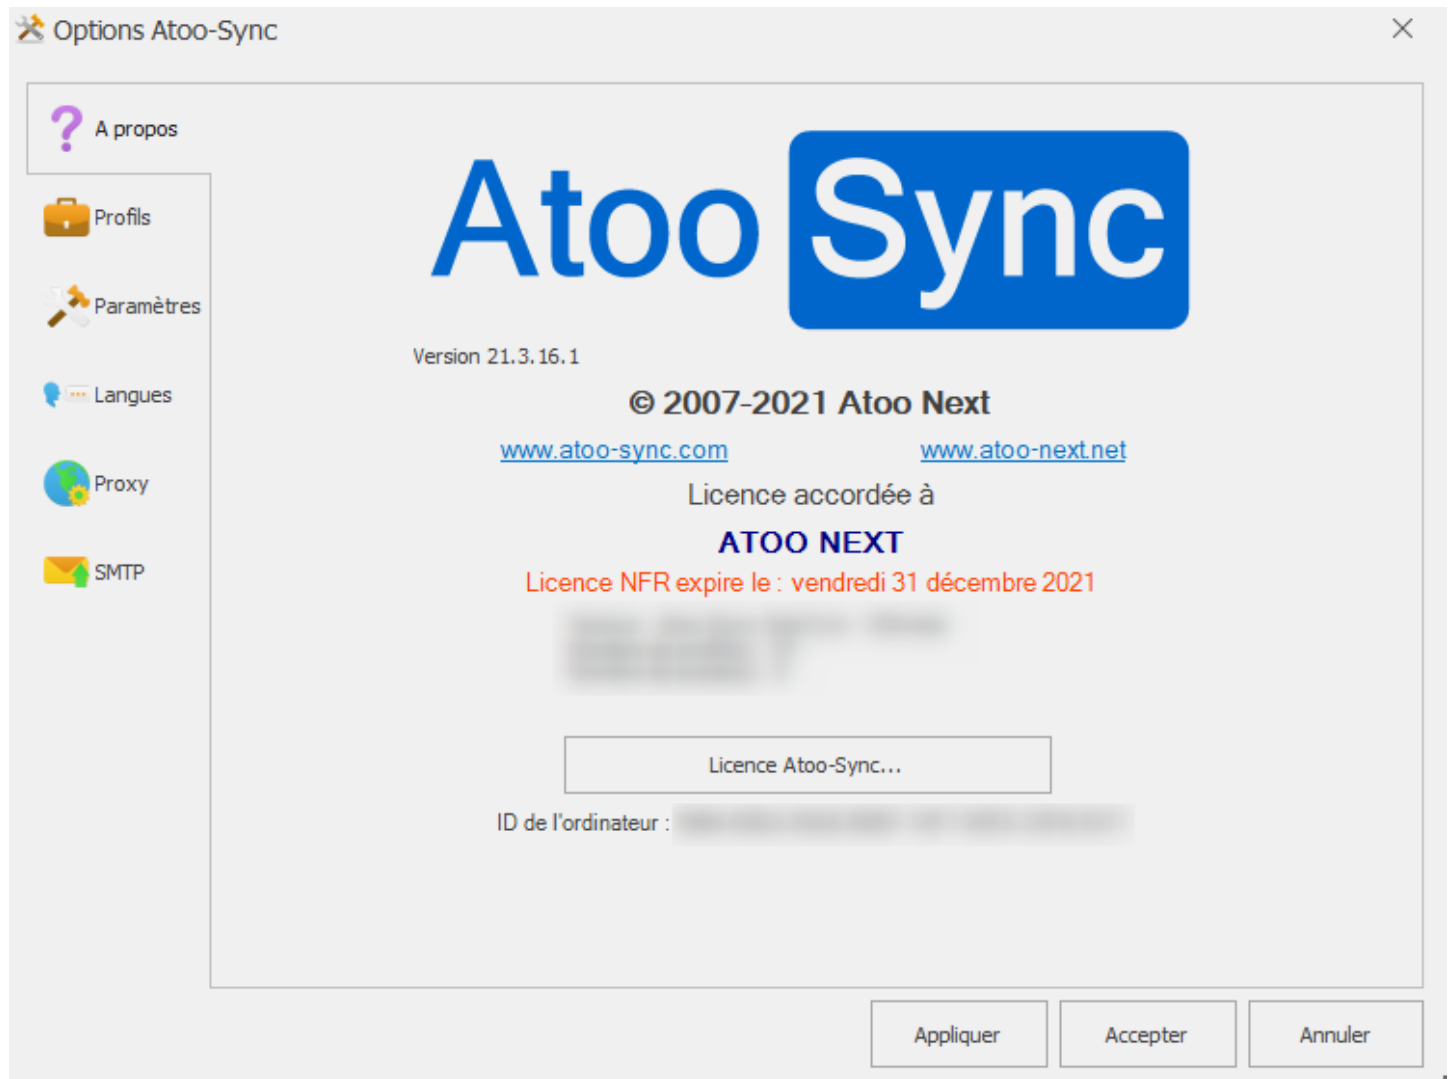 Options Atoo-Sync
A propos
Profils
Paramètres
Langues
Proxy
SMTP
Atoo Sync
Version 21.3.16.1
© 2007-2021 Atoo Next
www.atoo-sync.com www.atoo-next.net
Licence accordée à
ATOO NEXT
Licence NFR expire le : vendredi 31 décembre 2021
Licence Atoo-Sync...
ID de l'ordinateur :
Appliquer Accepter Annuler